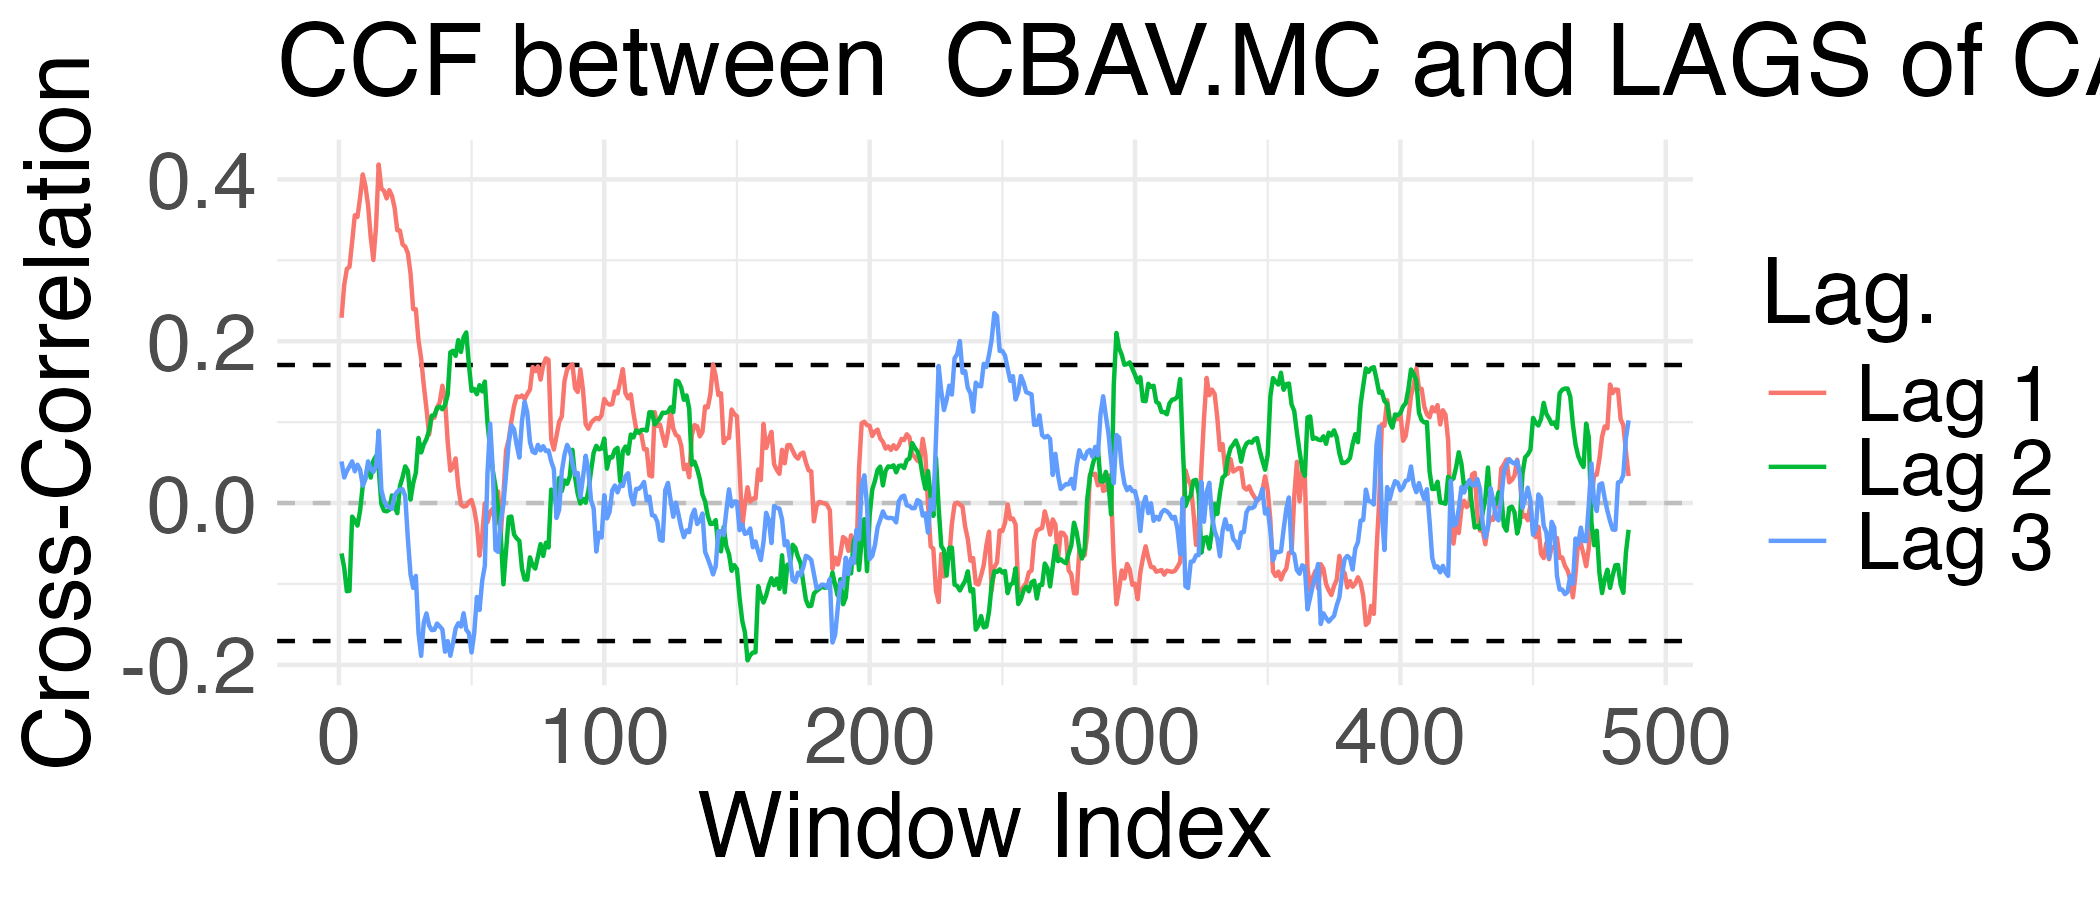 CCF between  CBAV.MC and LAGS of CA
Cross-Correlation
0.4
0.2
0.0
-0.2
0
100
200
300
400
500
Window Index
Lag.
Lag 1
Lag 2
Lag 3